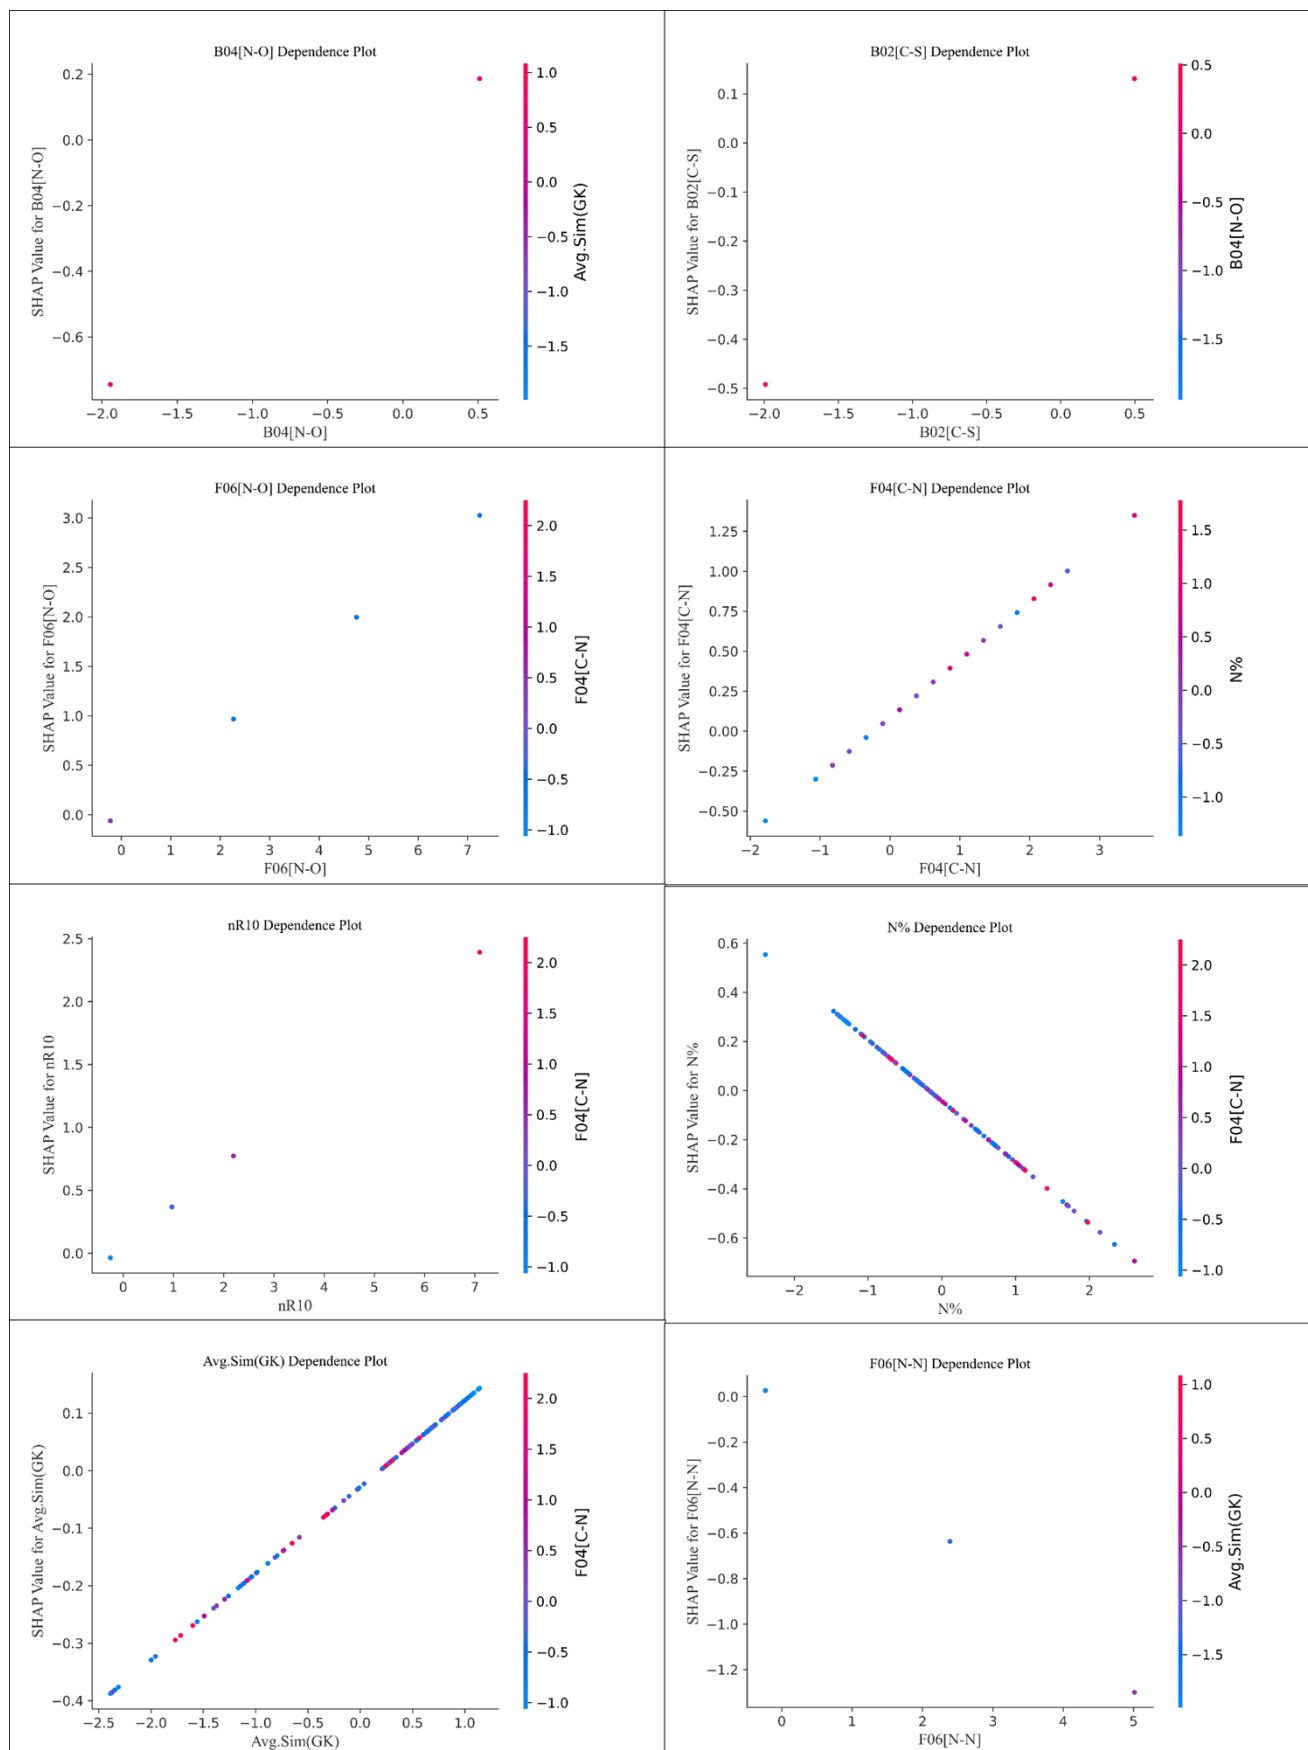 B04[N-O] Dependence Plot
0.2
0.0
−0.2
−0.4
−0.6
SHAP Value for B04[N-O]
−2.0 −1.5 −1.0 −0.5 0.0 0.5
B04[N-O]
1.0
0.5
0.0
−0.5
−1.0
−1.5
Avg.Sim(GK)
B02[C-S] Dependence Plot
0.1
0.0
−0.1
−0.2
−0.3
−0.4
−0.5
SHAP Value for B02[C-S]
−2.0 −1.5 −1.0 −0.5 0.0 0.5
B02[C-S]
0.5
0.0
−0.5
−1.0
−1.5
B04[N-O]
F06[N-O] Dependence Plot
3.0
2.5
2.0
1.5
1.0
0.5
0.0
SHAP Value for F06[N-O]
0 1 2 3 4 5 6 7
F06[N-O]
2.0
1.5
1.0
0.5
0.0
−0.5
−1.0
F04[C-N]
F04[C-N] Dependence Plot
1.25
1.00
0.75
0.50
0.25
0.00
−0.25
−0.50
SHAP Value for F04[C-N]
−2 −1 0 1 2 3
F04[C-N]
1.5
1.0
0.5
0.0
−0.5
−1.0
N%
nR10 Dependence Plot
2.5
2.0
1.5
1.0
0.5
0.0
SHAP Value for nR10
0 1 2 3 4 5 6 7
nR10
2.0
1.5
1.0
0.5
0.0
−0.5
−1.0
F04[C-N]
N% Dependence Plot
0.6
0.4
0.2
0.0
−0.2
−0.4
−0.6
SHAP Value for N%
−2 −1 0 1 2
N%
2.0
1.5
1.0
0.5
0.0
−0.5
−1.0
F04[C-N]
Avg.Sim(GK) Dependence Plot
0.1
0.0
−0.1
−0.2
−0.3
−0.4
SHAP Value for Avg.Sim(GK)
−2.5 −2.0 −1.5 −1.0 −0.5 0.0 0.5 1.0
Avg.Sim(GK)
2.0
1.5
1.0
0.5
0.0
−0.5
−1.0
F04[C-N]
F06[N-N] Dependence Plot
0.0
−0.2
−0.4
−0.6
−0.8
−1.0
−1.2
SHAP Value for F06[N-N]
0 1 2 3 4 5
F06[N-N]
1.0
0.5
0.0
−0.5
−1.0
−1.5
Avg.Sim(GK)